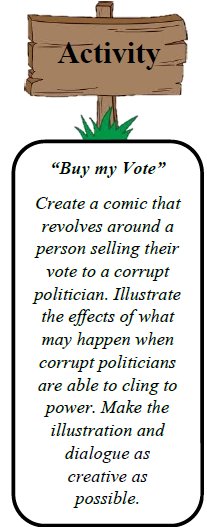 Activity
“Buy my Vote”
Create a comic that
revolves around a
person selling their
vote to a corrupt
politician. Illustrate
the effects of what
may happen when
corrupt politicians
are able to cling to
power. Make the
illustration and
dialogue as
creative as
possible.